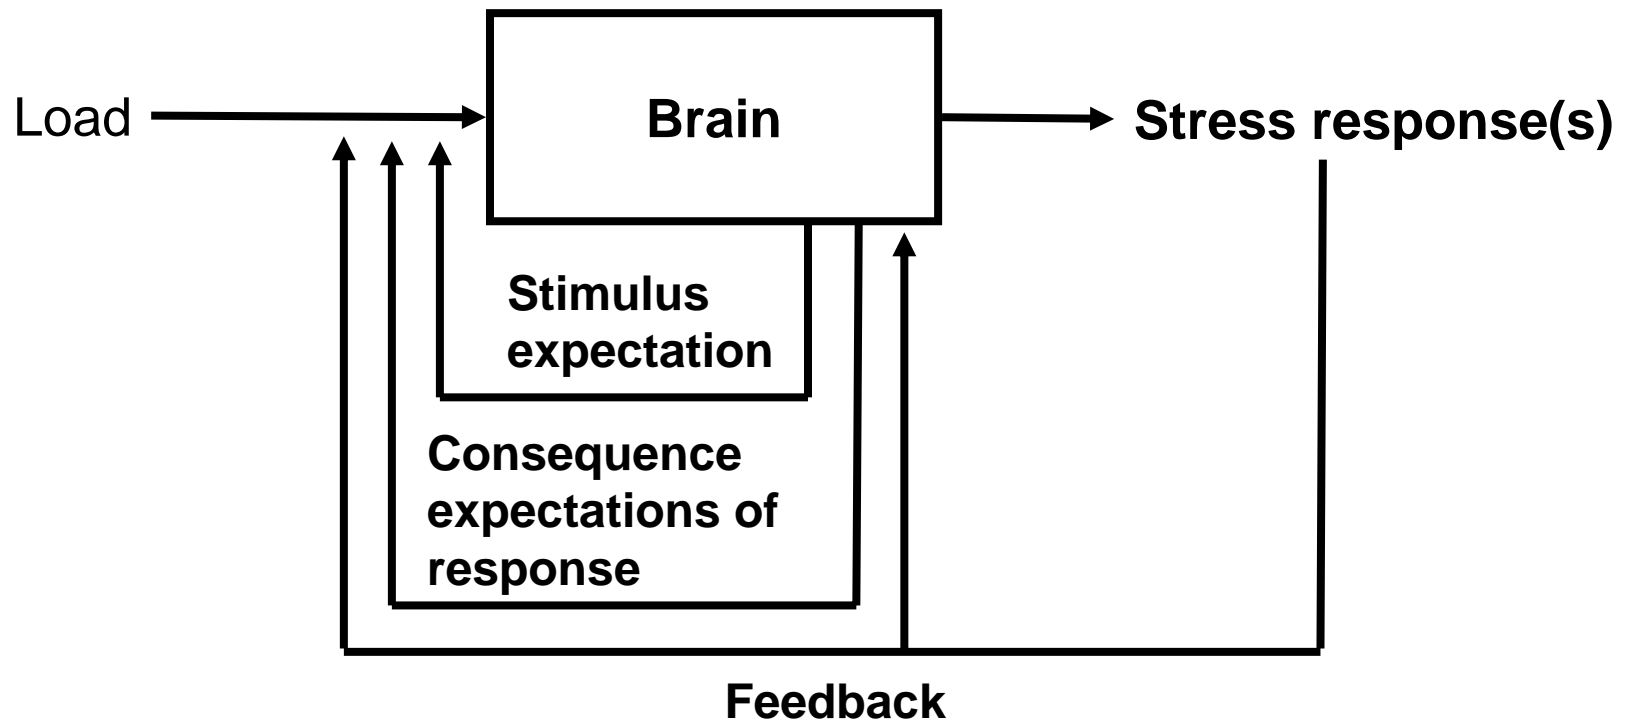 Load
Brain
Stress response(s)
Stimulus
expectation
Consequence
expectations of
response
Feedback